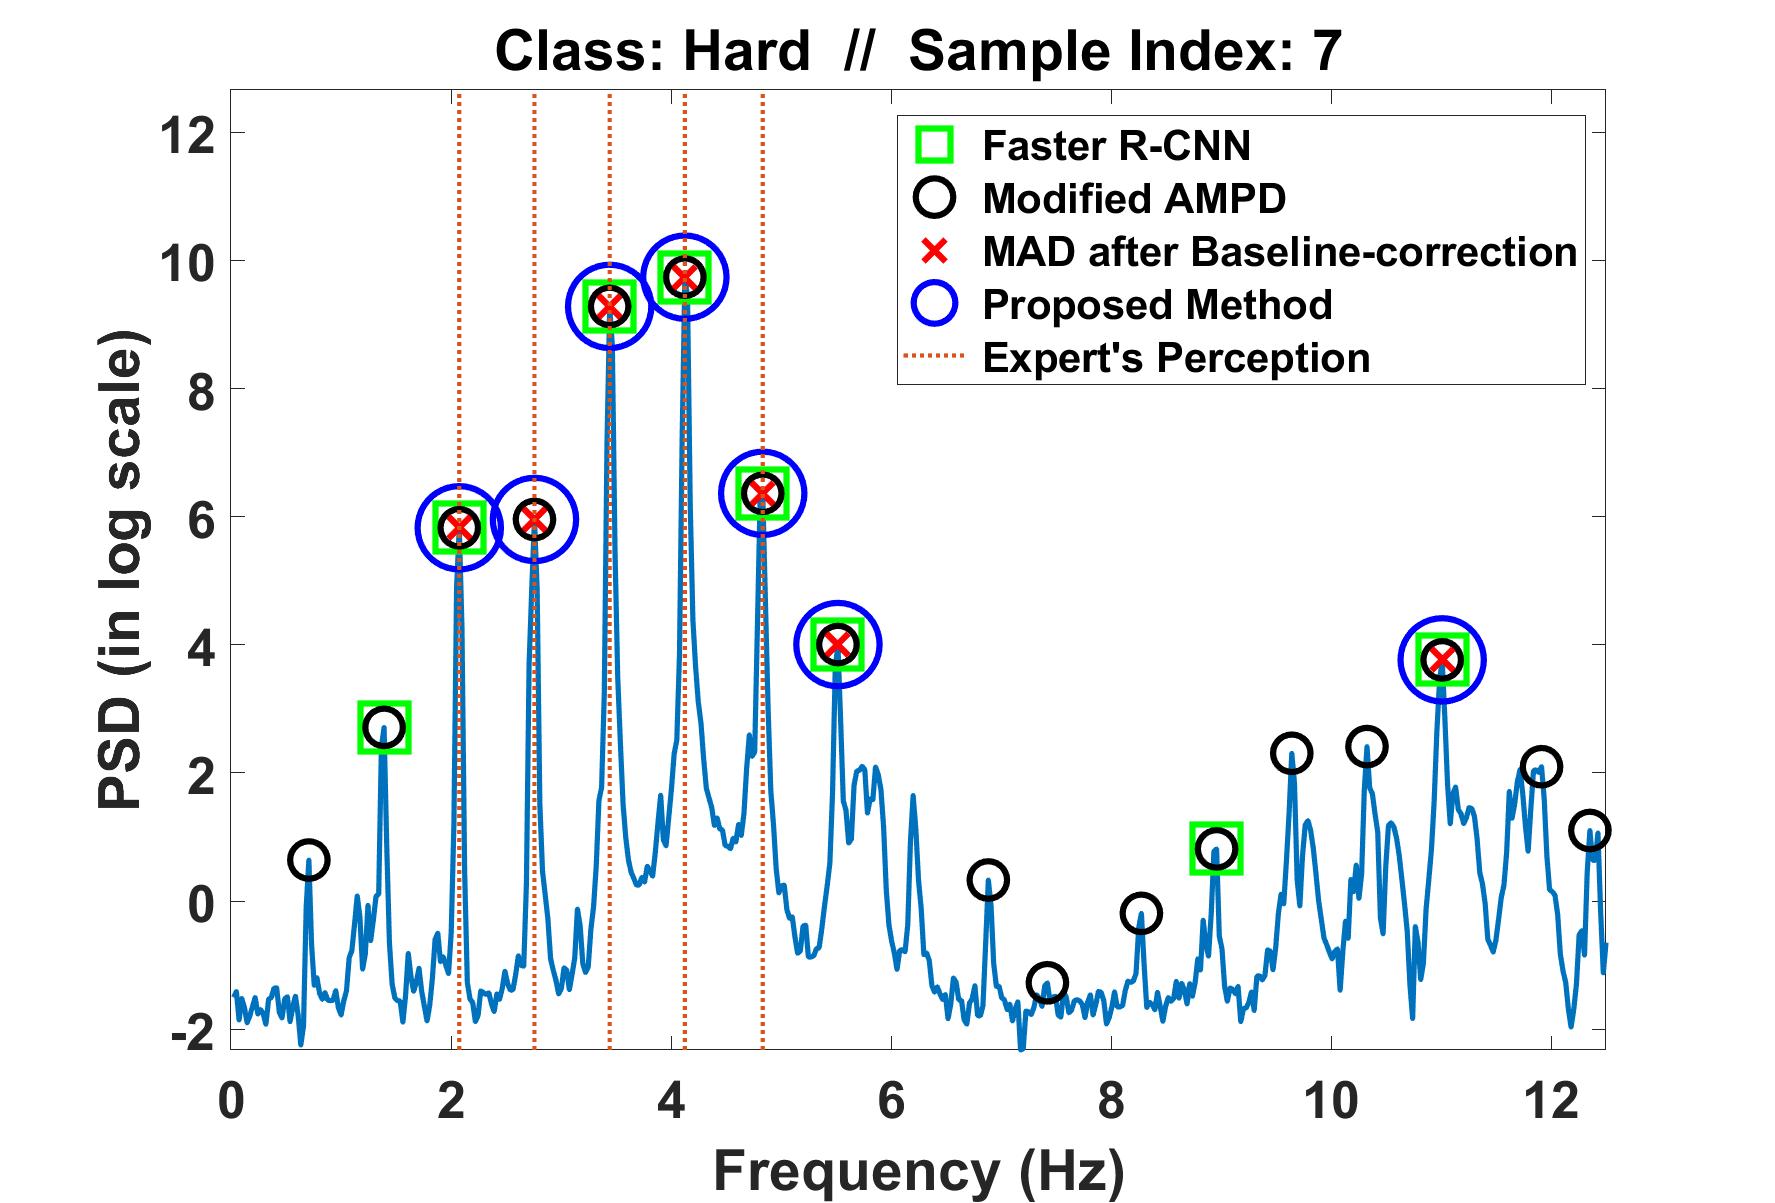 Class: Hard // Sample Index: 7
12
10
8
6
4
2
0
-2
PSD (in log scale)
Faster R-CNN
Modified AMPD
MAD after Baseline-correction
Proposed Method
Expert's Perception
0 2 4 6 8 10 12
Frequency (Hz)